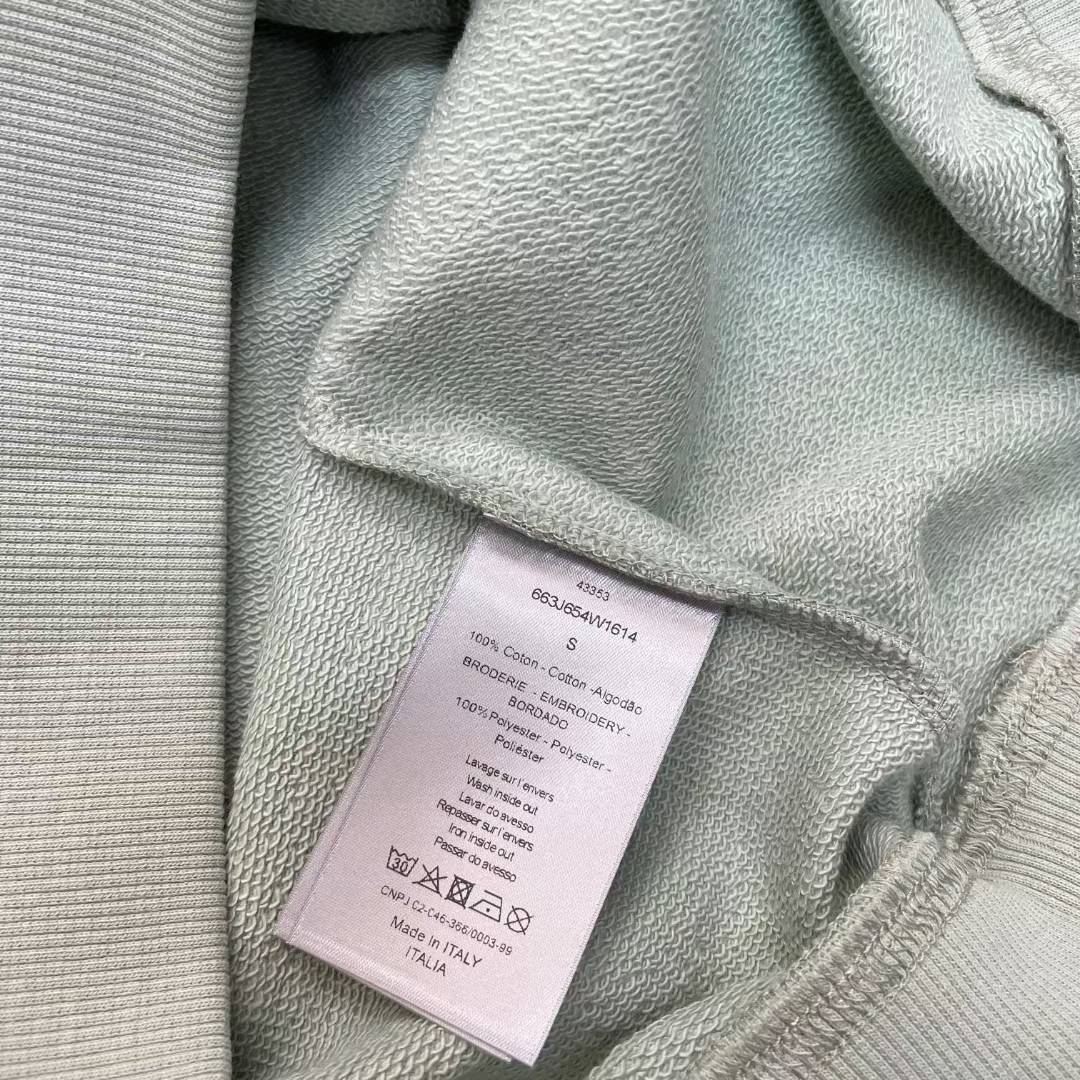 43353
663J654W1614
S
100% Coton - Cotton -Algodão
BRODERIE - EMBROIDERY -
BORDADO
100% Polyester - Polyester -
Poliéster
Lavage sur l'envers
Wash inside out
Lavar do avesso
Repasser sur l'envers
Iron inside out
Passar do avesso
30
CNPJ C2-C46-366/0003-99
Made in ITALY
ITALIA